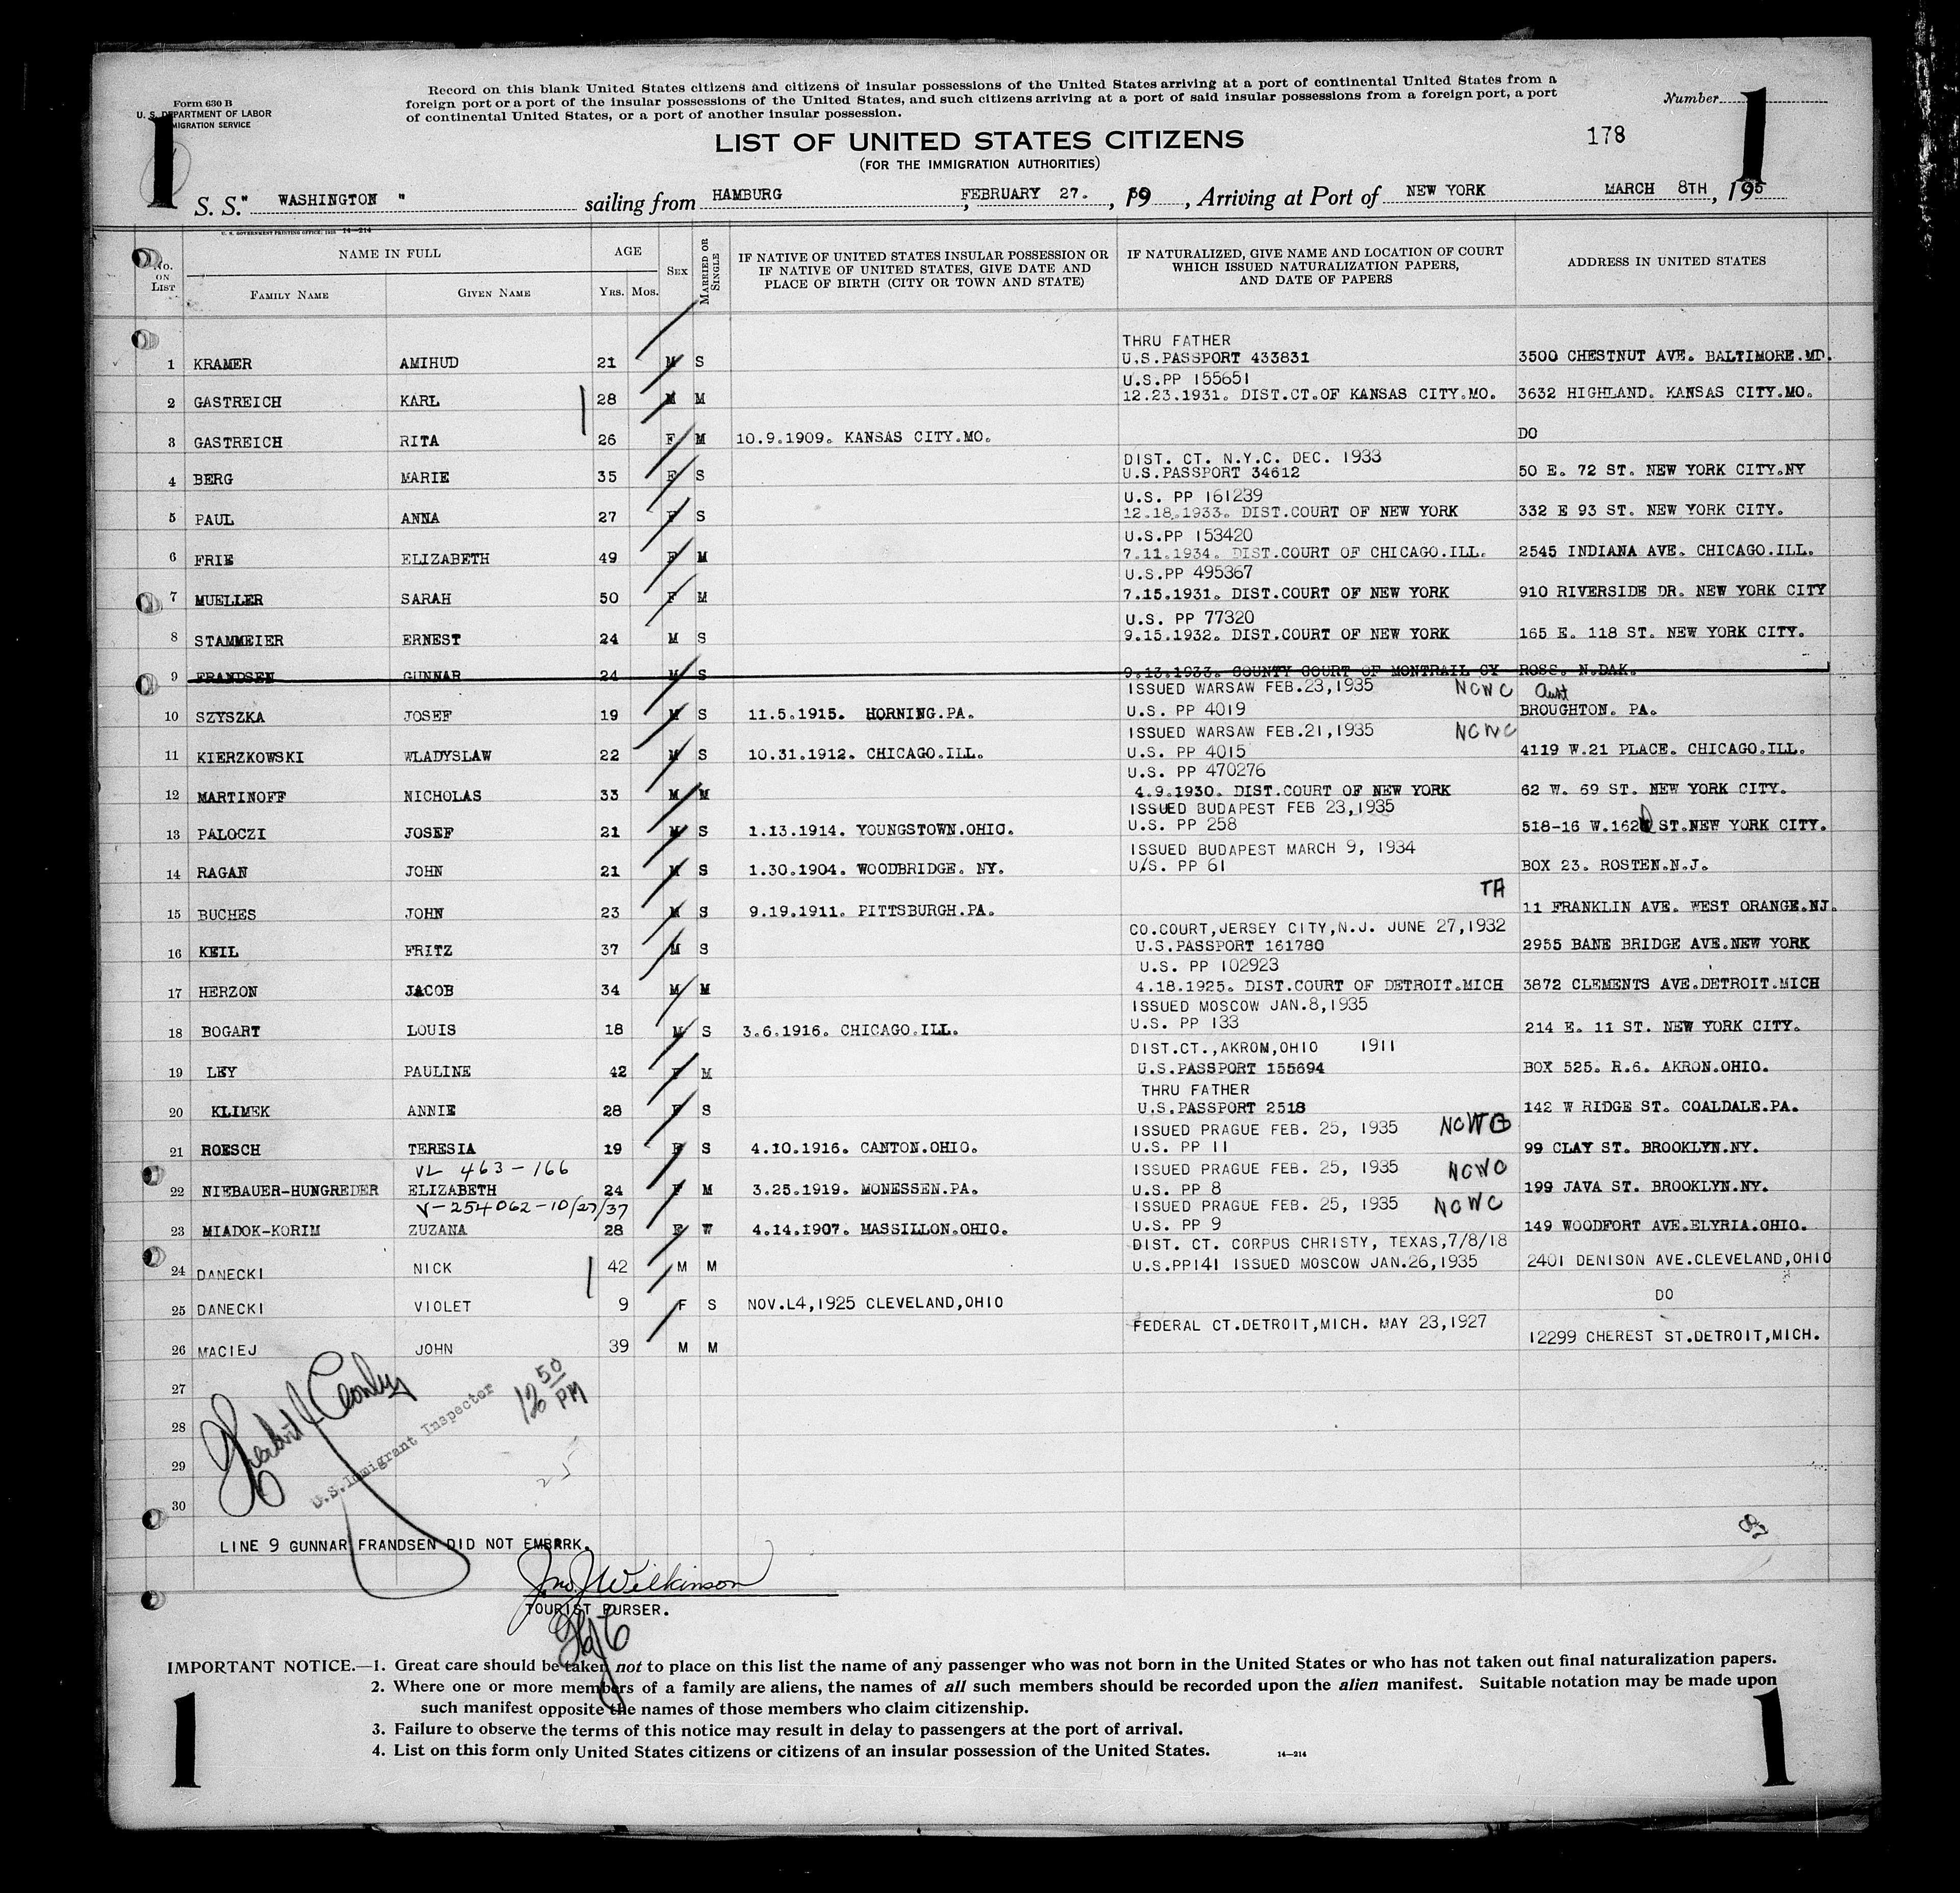 Form 630 B
U. S. DEPARTMENT OF LABOR
IMMIGRATION SERVICE
Record on this blank United States citizens and citizens of insular possessions of the United States arriving at a port of continental United States from a
foreign port or a port of the insular possessions of the United States, and such citizens arriving at a port of said insular possessions from a foreign port, a port
of continental United States, or a port of another insular possession.
Number
1
1
178
LIST OF UNITED STATES CITIZENS
(FOR THE IMMIGRATION AUTHORITIES)
S. S. " WASHINGTON " sailing from HAMBURG, FEBRUARY 27., 19, Arriving at Port of NEW YORK MARCH 8TH, 195
U. S. GOVERNMENT PRINTING OFFICE: 14—214
No. ON LIST NAME IN FULL AGE SEX MARRIED OR SINGLE IF NATIVE OF UNITED STATES INSULAR POSSESSION OR IF NATIVE OF UNITED STATES, GIVE DATE AND PLACE OF BIRTH (CITY OR TOWN AND STATE) IF NATURALIZED, GIVE NAME AND LOCATION OF COURT WHICH ISSUED NATURALIZATION PAPERS, AND DATE OF PAPERS ADDRESS IN UNITED STATES
FAMILY NAME GIVEN NAME YRS. MOS.
THRU FATHER
1 KRAMER AMIHUD 21 M S U.S.PASSPORT 433831 3500 CHESTNUT AVE. BALTIMORE.MD.
U.S.PP 155651
2 GASTREICH KARL 28 M M 12.23.1931. DIST.CT.OF KANSAS CITY.MO. 3632 HIGHLAND. KANSAS CITY.MO.
3 GASTREICH RITA 26 F M 10.9.1909. KANSAS CITY.MO. DO
DIST. CT. N.Y.C. DEC. 1933
4 BERG MARIE 35 F S U.S.PASSPORT 34612 50 E. 72 ST. NEW YORK CITY.NY
U.S. PP 161239
5 PAUL ANNA 27 F S 12.18.1933. DIST.COURT OF NEW YORK 332 E 93 ST. NEW YORK CITY.
U.S.PP 153420
6 FRIE ELIZABETH 49 F M 7.11.1934. DIST.COURT OF CHICAGO.ILL. 2545 INDIANA AVE. CHICAGO.ILL.
U.S.PP 495367
7 MUELLER SARAH 50 F M 7.15.1931. DIST.COURT OF NEW YORK 910 RIVERSIDE DR. NEW YORK CITY
U.S. PP 77320
8 STAMMEIER ERNEST 24 M S 9.15.1932. DIST.COURT OF NEW YORK 165 E. 118 ST. NEW YORK CITY.
9 FRANDSEN GUNNAR 24 M S 9.13.1933. COUNTY COURT OF MONTRAIL CY ROSS. N.DAK.
ISSUED WARSAW FEB.23,1935 NCWC Aunt
10 SZYSZKA JOSEF 19 M S 11.5.1915. HORNING.PA. U.S. PP 4019 BROUGHTON. PA.
ISSUED WARSAW FEB.21,1935 NCWC
11 KIERZKOWSKI WLADYSLAW 22 M S 10.31.1912. CHICAGO.ILL. U.S. PP 4015 4119 W.21 PLACE. CHICAGO.ILL.
U.S. PP 470276
12 MARTINOFF NICHOLAS 33 M M 4.9.1930. DIST.COURT OF NEW YORK 62 W. 69 ST. NEW YORK CITY.
ISSUED BUDAPEST FEB 23,1935
13 PALOCZI JOSEF 21 M S 1.13.1914. YOUNGSTOWN.OHIO. U.S. PP 258 518-16 W.162 ST.NEW YORK CITY.
ISSUED BUDAPEST MARCH 9, 1934
14 RAGAN JOHN 21 M S 1.30.1904. WOODBRIDGE. NY. U/S. PP 61 BOX 23. ROSTEN.N.J.
TA
15 BUCHES JOHN 23 M S 9.19.1911. PITTSBURGH.PA. 11 FRANKLIN AVE. WEST ORANGE.NJ.
CO.COURT,JERSEY CITY,N.J. JUNE 27,1932
16 KEIL FRITZ 37 M S U.S.PASSPORT 161780 2955 BANE BRIDGE AVE.NEW YORK
U.S. PP 102923
17 HERZON JACOB 34 M M 4.18.1925. DIST.COURT OF DETROIT.MICH 3872 CLEMENTS AVE.DETROIT.MICH
ISSUED MOSCOW JAN.8,1935
18 BOGART LOUIS 18 M S 3.6.1916. CHICAGO.ILL. U.S. PP 133 214 E. 11 ST. NEW YORK CITY.
DIST.CT.,AKROM,OHIO 1911
19 LEY PAULINE 42 F M U.S.PASSPORT 155694 BOX 525. R.6. AKRON.OHIO.
THRU FATHER
20 KLIMEK ANNIE 28 F S U.S.PASSPORT 2518 142 W RIDGE ST. COALDALE.PA.
ISSUED PRAGUE FEB. 25, 1935 NCWC
21 ROESCH TERESIA 19 F S 4.10.1916. CANTON.OHIO. U.S. PP 11 99 CLAY ST. BROOKLYN.NY.
VL 463-166 ISSUED PRAGUE FEB. 25, 1935 NCWC
22 NIEBAUER-HUNGREDER ELIZABETH 24 F M 3.25.1919. MONESSEN.PA. U.S. PP 8 199 JAVA ST. BROOKLYN.NY.
V-254062-10/27/37 ISSUED PRAGUE FEB. 25, 1935 NCWC
23 MIADOK-KORIM ZUZANA 28 F W 4.14.1907. MASSILLON.OHIO. U.S. PP 9 149 WOODFORT AVE.ELYRIA.OHIO.
DIST. CT. CORPUS CHRISTY, TEXAS,7/8/18
24 DANECKI NICK 42 M M U.S.PP141 ISSUED MOSCOW JAN.26,1935 2401 DENISON AVE.CLEVELAND,OHIO
25 DANECKI VIOLET 9 F S NOV.L4,1925 CLEVELAND,OHIO DO
FEDERAL CT.DETROIT,MICH. MAY 23,1927
26 MACIEJ JOHN 39 M M 12299 CHEREST ST.DETROIT,MICH.
27
28
29
30
U.S. Immigrant Inspector
12 50 PM
25
87
LINE 9 GUNNAR FRANDSEN DID NOT EMBARK.
Jno J Wilkinson
TOURIST PURSER.
IMPORTANT NOTICE.—1. Great care should be taken not to place on this list the name of any passenger who was not born in the United States or who has not taken out final naturalization papers.
2. Where one or more members of a family are aliens, the names of all such members should be recorded upon the alien manifest. Suitable notation may be made upon
such manifest opposite the names of those members who claim citizenship.
3. Failure to observe the terms of this notice may result in delay to passengers at the port of arrival.
4. List on this form only United States citizens or citizens of an insular possession of the United States.
14—214
1
1